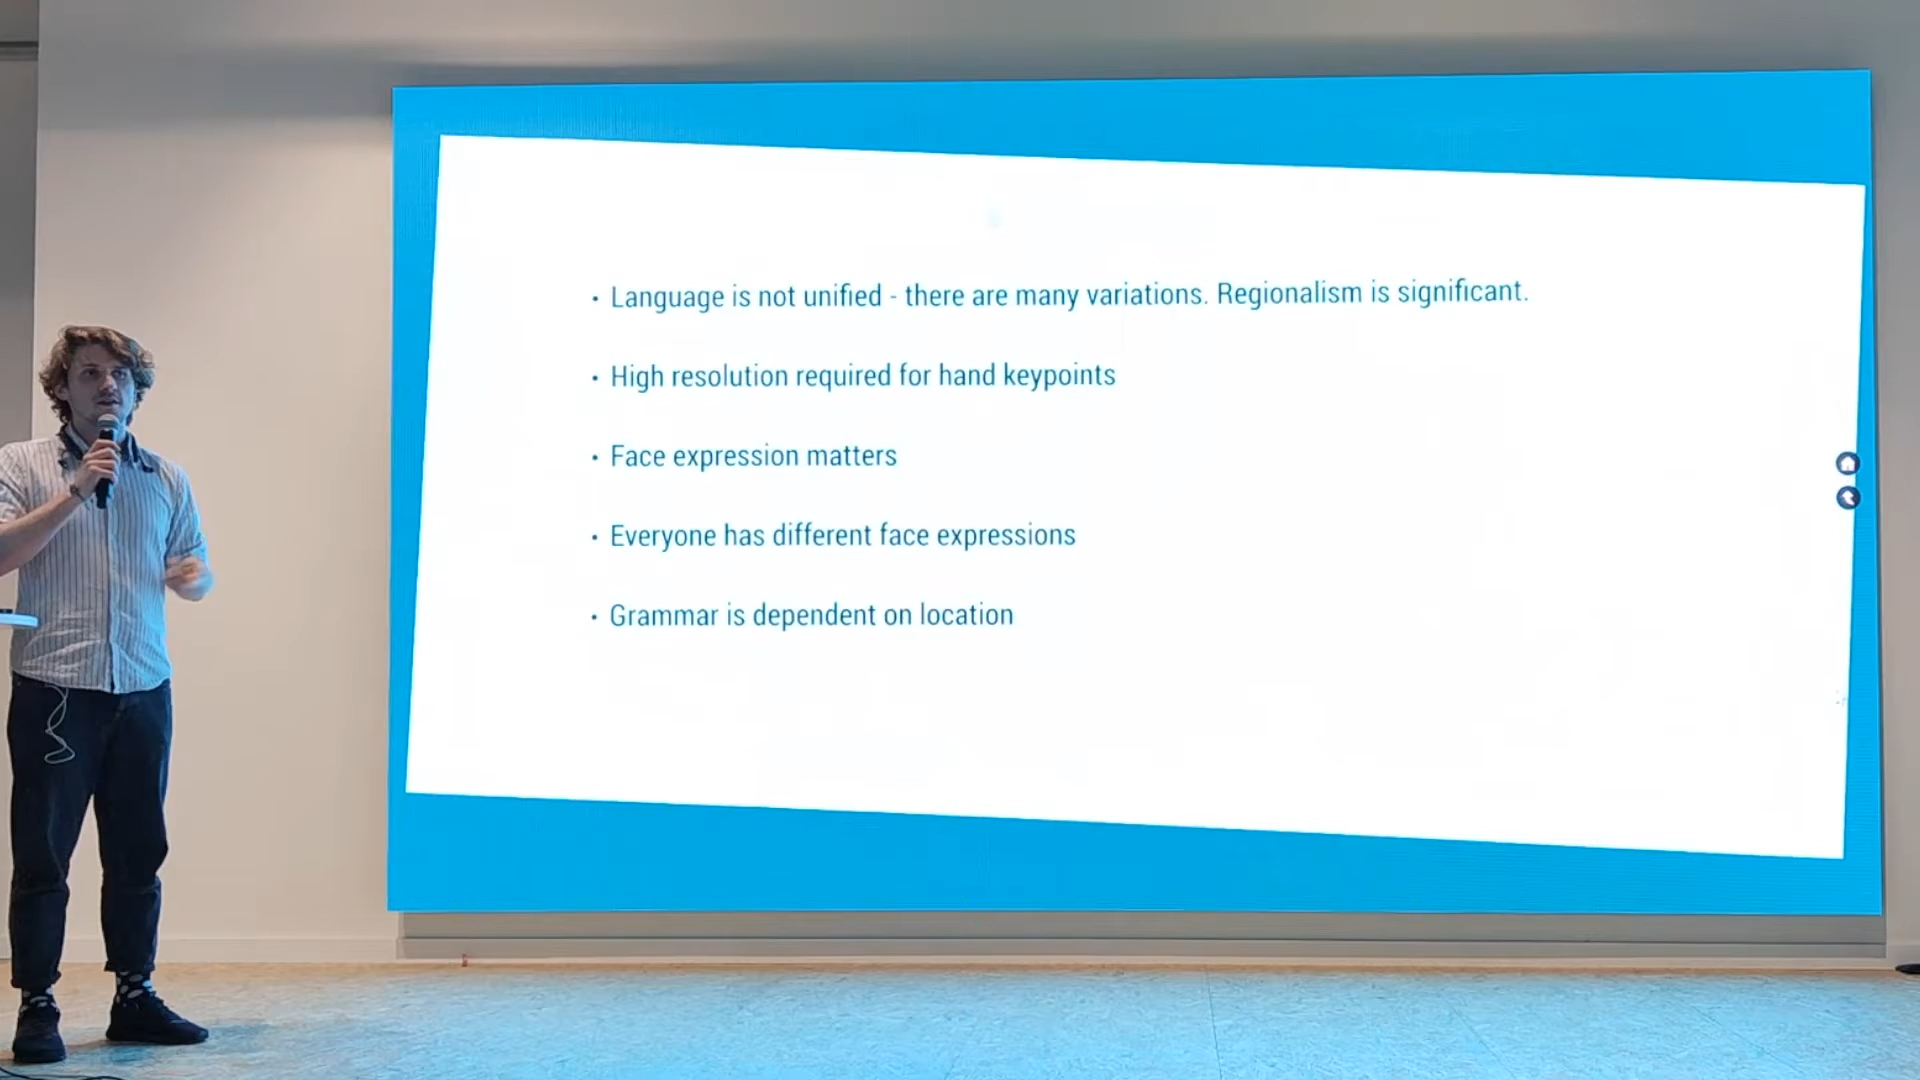 • Language is not unified - there are many variations. Regionalism is significant.
• High resolution required for hand keypoints
• Face expression matters
• Everyone has different face expressions
• Grammar is dependent on location